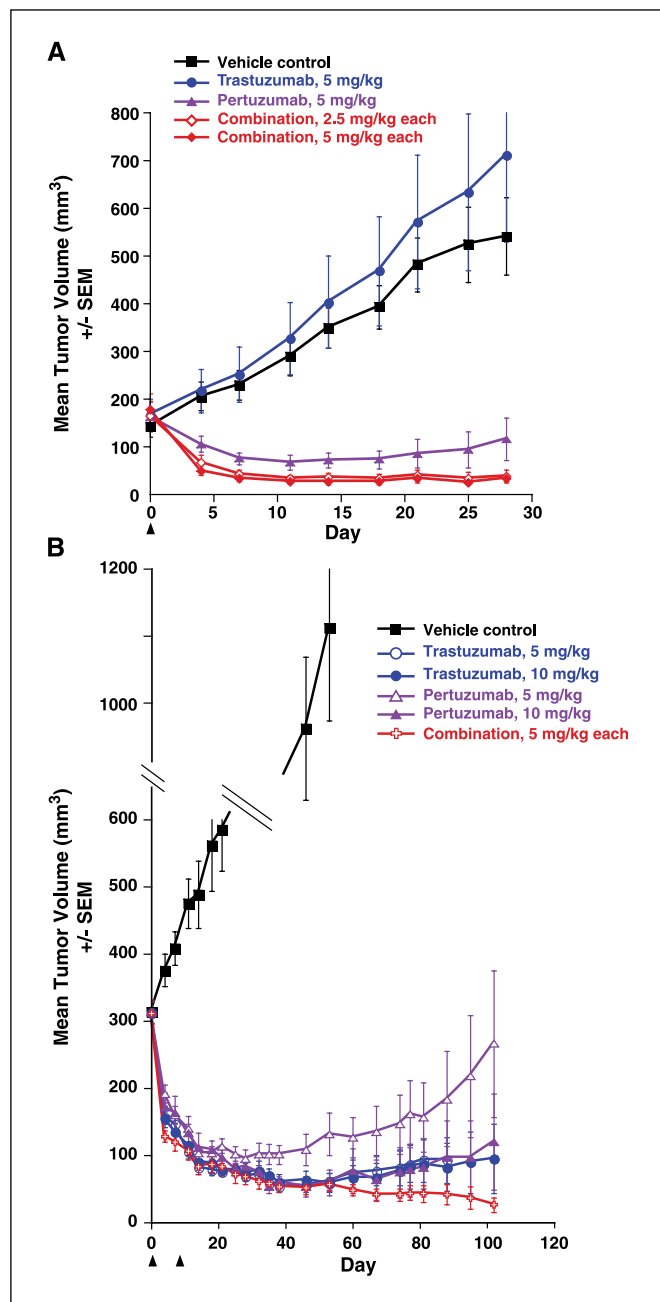 A
Vehicle control
Trastuzumab, 5 mg/kg
Pertuzumab, 5 mg/kg
Combination, 2.5 mg/kg each
Combination, 5 mg/kg each
800
700
600
500
400
300
200
100
0
Mean Tumor Volume (mm³)
+/- SEM
0 5 10 15 20 25 30
Day
B
1200
1000
600
500
400
300
200
100
0
Mean Tumor Volume (mm³)
+/- SEM
Vehicle control
Trastuzumab, 5 mg/kg
Trastuzumab, 10 mg/kg
Pertuzumab, 5 mg/kg
Pertuzumab, 10 mg/kg
Combination, 5 mg/kg each
0 20 40 60 80 100 120
Day